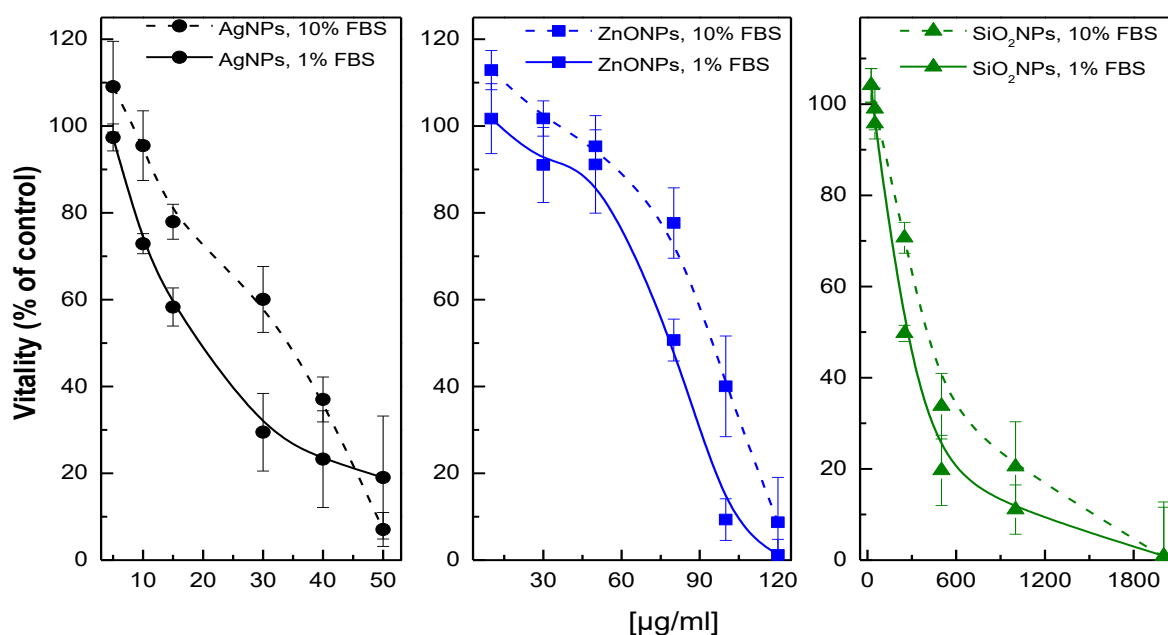 AgNPs, 10% FBS
AgNPs, 1% FBS
ZnONPs, 10% FBS
ZnONPs, 1% FBS
SiO₂NPs, 10% FBS
SiO₂NPs, 1% FBS
Vitality (% of control)
120
100
80
60
40
20
0
120
100
80
60
40
20
0
100
80
60
40
20
0
10 20 30 40 50
30 60 90 120
0 600 1200 1800
[µg/ml]